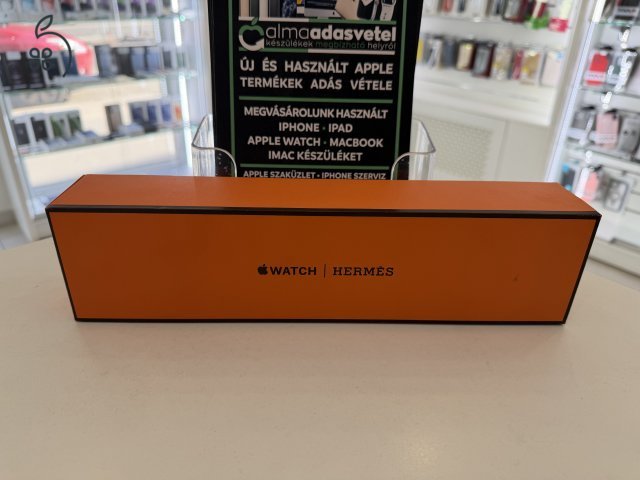 almaadasvetel
készülékek megbízható helyről
ÚJ ÉS HASZNÁLT APPLE
TERMÉKEK ADÁS VÉTELE
MEGVÁSÁROLUNK HASZNÁLT
IPHONE · IPAD
APPLE WATCH · MACBOOK
IMAC KÉSZÜLÉKET
APPLE SZAKÜZLET · IPHONE SZERVIZ
WATCH | HERMÈS